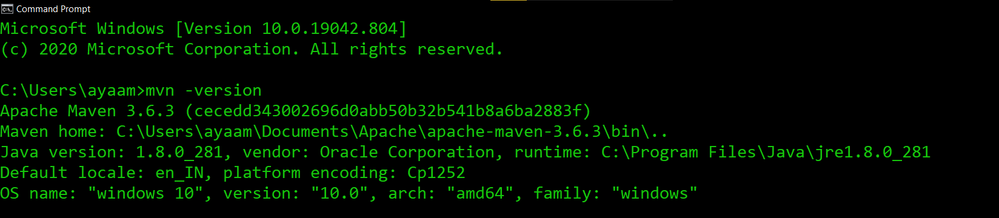 Command Prompt
Microsoft Windows [Version 10.0.19042.804]
(c) 2020 Microsoft Corporation. All rights reserved.
C:\Users\ayaam>mvn -version
Apache Maven 3.6.3 (cecedd343002696d0abb50b32b541b8a6ba2883f)
Maven home: C:\Users\ayaam\Documents\Apache\apache-maven-3.6.3\bin\..
Java version: 1.8.0_281, vendor: Oracle Corporation, runtime: C:\Program Files\Java\jre1.8.0_281
Default locale: en_IN, platform encoding: Cp1252
OS name: "windows 10", version: "10.0", arch: "amd64", family: "windows"